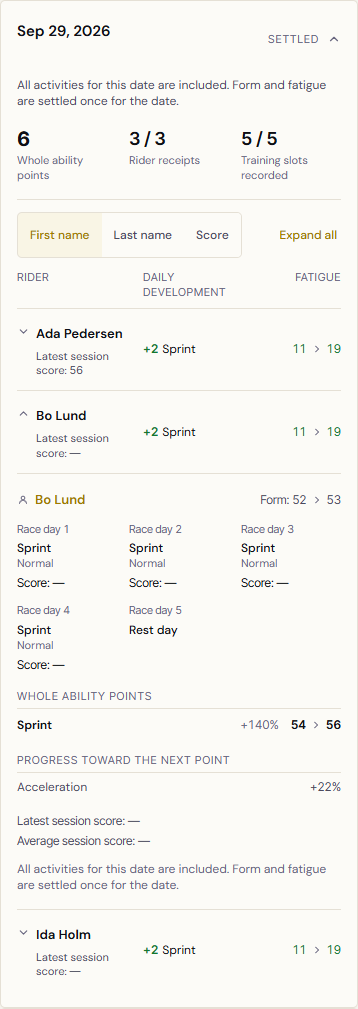 Sep 29, 2026
SETTLED
All activities for this date are included. Form and fatigue
are settled once for the date.
6
Whole ability
points
3 / 3
Rider receipts
5 / 5
Training slots
recorded
First name Last name Score Expand all
RIDER
DAILY
DEVELOPMENT
FATIGUE
Ada Pedersen
Latest session
score: 56
+2 Sprint
11 > 19
Bo Lund
Latest session
score: —
+2 Sprint
11 > 19
Bo Lund
Form: 52 > 53
Race day 1
Sprint
Normal
Score: —
Race day 2
Sprint
Normal
Score: —
Race day 3
Sprint
Normal
Score: —
Race day 4
Sprint
Normal
Score: —
Race day 5
Rest day
WHOLE ABILITY POINTS
Sprint +140% 54 > 56
PROGRESS TOWARD THE NEXT POINT
Acceleration +22%
Latest session score: —
Average session score: —
All activities for this date are included. Form and fatigue
are settled once for the date.
Ida Holm
Latest session
score: —
+2 Sprint
11 > 19